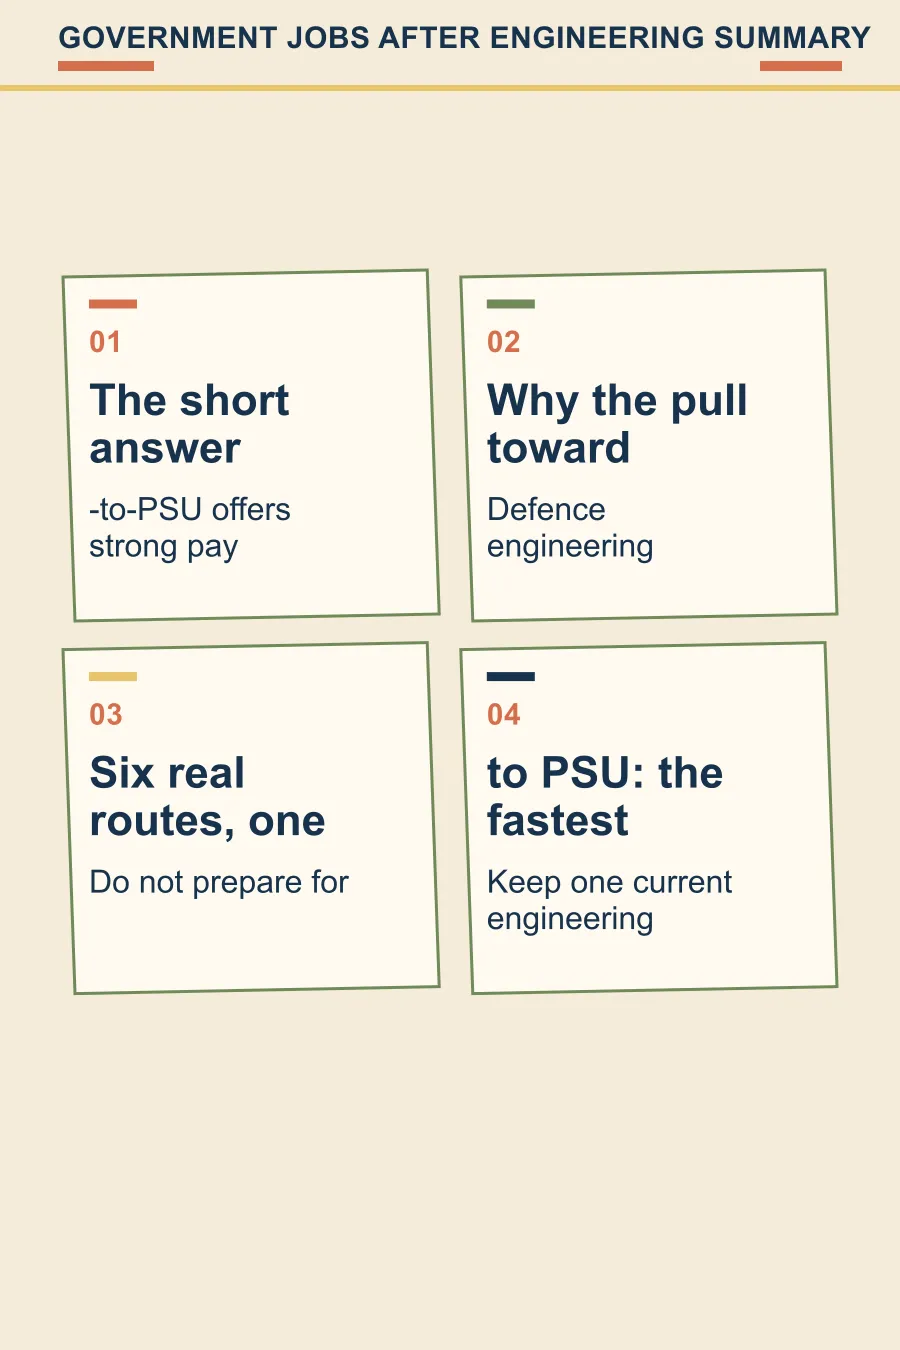 GOVERNMENT JOBS AFTER ENGINEERING SUMMARY
01
The short
answer
-to-PSU offers
strong pay
02
Why the pull
toward
Defence
engineering
03
Six real
routes, one
Do not prepare for
04
to PSU: the
fastest
Keep one current
engineering